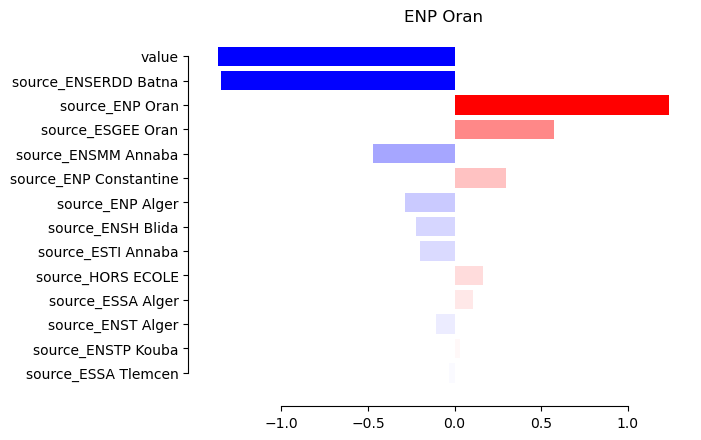 ENP Oran
value
source_ENSERDD Batna
source_ENP Oran
source_ESGEE Oran
source_ENSMM Annaba
source_ENP Constantine
source_ENP Alger
source_ENSH Blida
source_ESTI Annaba
source_HORS ECOLE
source_ESSA Alger
source_ENST Alger
source_ENSTP Kouba
source_ESSA Tlemcen
−1.0 −0.5 0.0 0.5 1.0